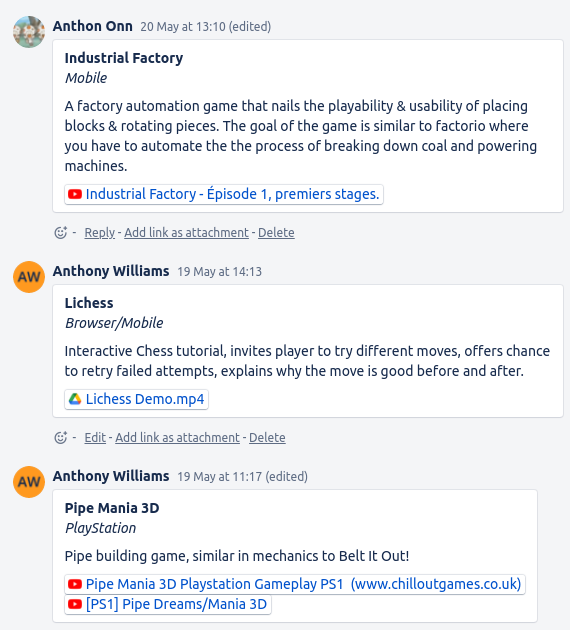 Anthon Onn 20 May at 13:10 (edited)
Industrial Factory
Mobile
A factory automation game that nails the playability & usability of placing
blocks & rotating pieces. The goal of the game is similar to factorio where
you have to automate the the process of breaking down coal and powering
machines.
Industrial Factory - Épisode 1, premiers stages.
- Reply - Add link as attachment - Delete
AW Anthony Williams 19 May at 14:13
Lichess
Browser/Mobile
Interactive Chess tutorial, invites player to try different moves, offers chance
to retry failed attempts, explains why the move is good before and after.
Lichess Demo.mp4
- Edit - Add link as attachment - Delete
AW Anthony Williams 19 May at 11:17 (edited)
Pipe Mania 3D
PlayStation
Pipe building game, similar in mechanics to Belt It Out!
Pipe Mania 3D Playstation Gameplay PS1 (www.chilloutgames.co.uk)
[PS1] Pipe Dreams/Mania 3D